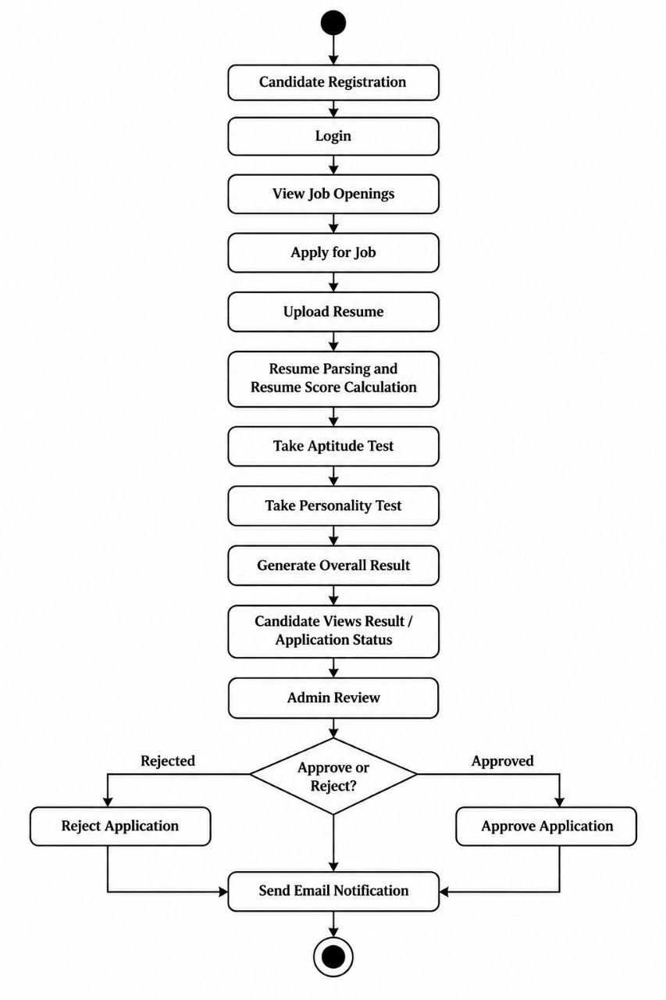 Candidate Registration
Login
View Job Openings
Apply for Job
Upload Resume
Resume Parsing and
Resume Score Calculation
Take Aptitude Test
Take Personality Test
Generate Overall Result
Candidate Views Result /
Application Status
Admin Review
Rejected
Approve or
Reject?
Approved
Reject Application
Approve Application
Send Email Notification